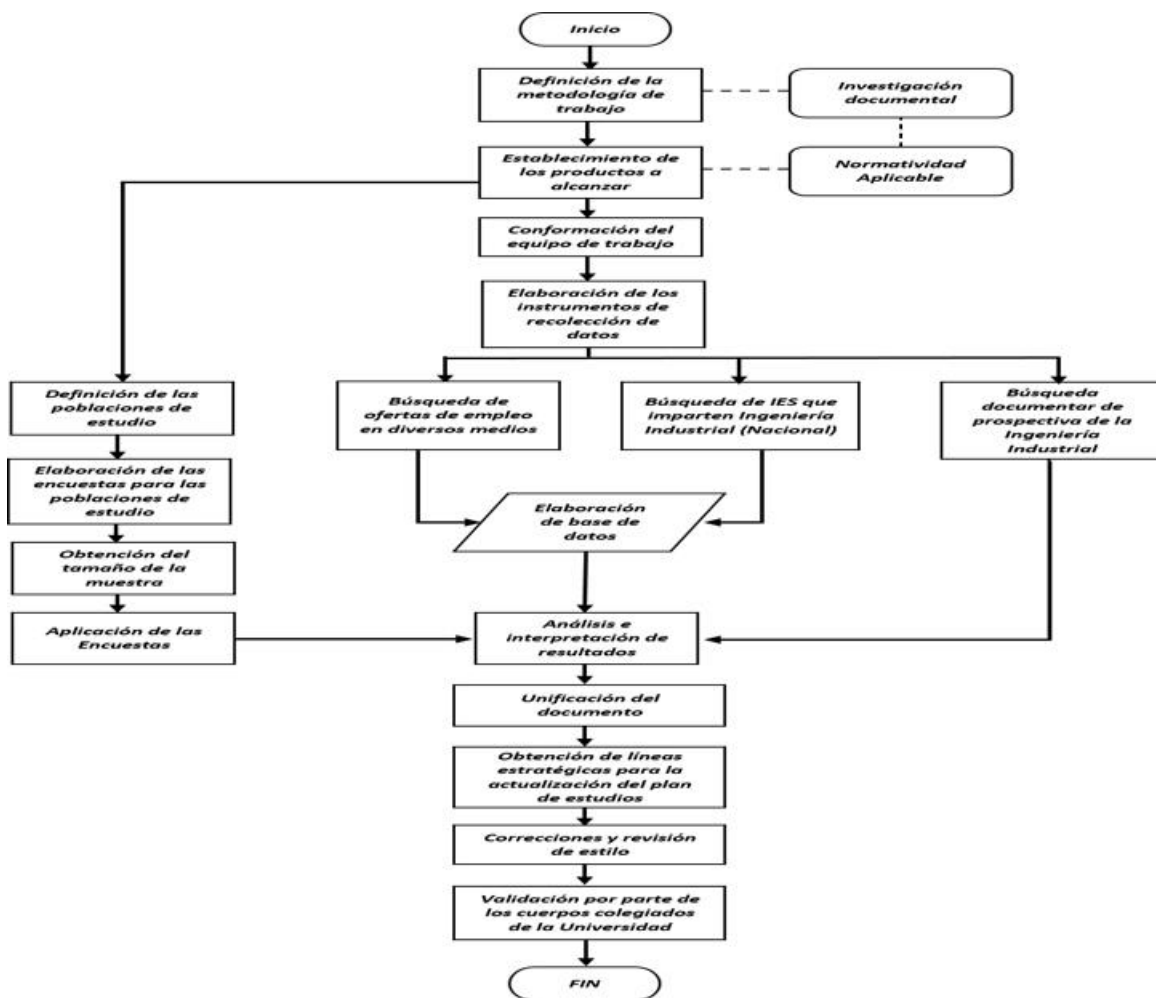 Inicio
Definición de la
metodología de
trabajo
Investigación
documental
Establecimiento de
los productos a
alcanzar
Normatividad
Aplicable
Conformación del
equipo de trabajo
Elaboración de los
instrumentos de
recolección de
datos
Definición de las
poblaciones de
estudio
Búsqueda de
ofertas de empleo
en diversos medios
Búsqueda de IES que
imparten Ingeniería
Industrial (Nacional)
Búsqueda
documentar de
prospectiva de la
Ingeniería
Industrial
Elaboración de las
encuestas para las
poblaciones de
estudio
Elaboración
de base de
datos
Obtención del
tamaño de la
muestra
Aplicación de las
Encuestas
Análisis e
interpretación de
resultados
Unificación del
documento
Obtención de líneas
estratégicas para la
actualización del plan
de estudios
Correcciones y revisión
de estilo
Validación por parte de
los cuerpos colegiados
de la Universidad
FIN